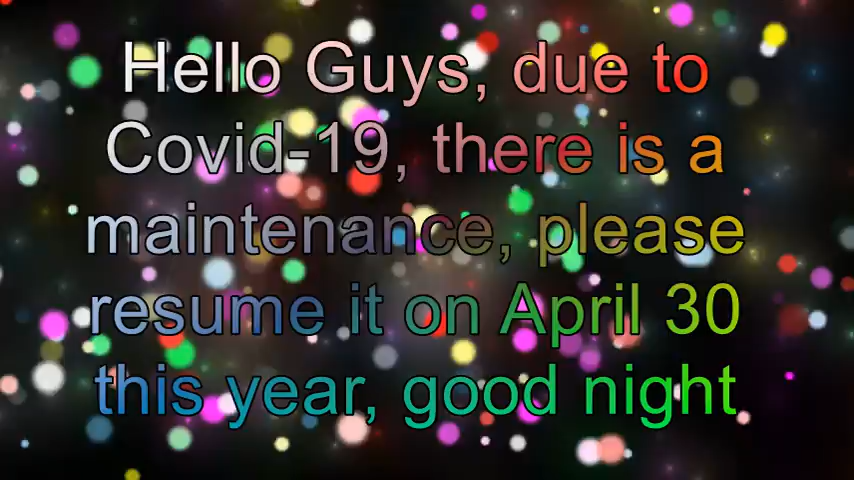 Hello Guys, due to
Covid-19, there is a
maintenance, please
resume it on April 30
this year, good night